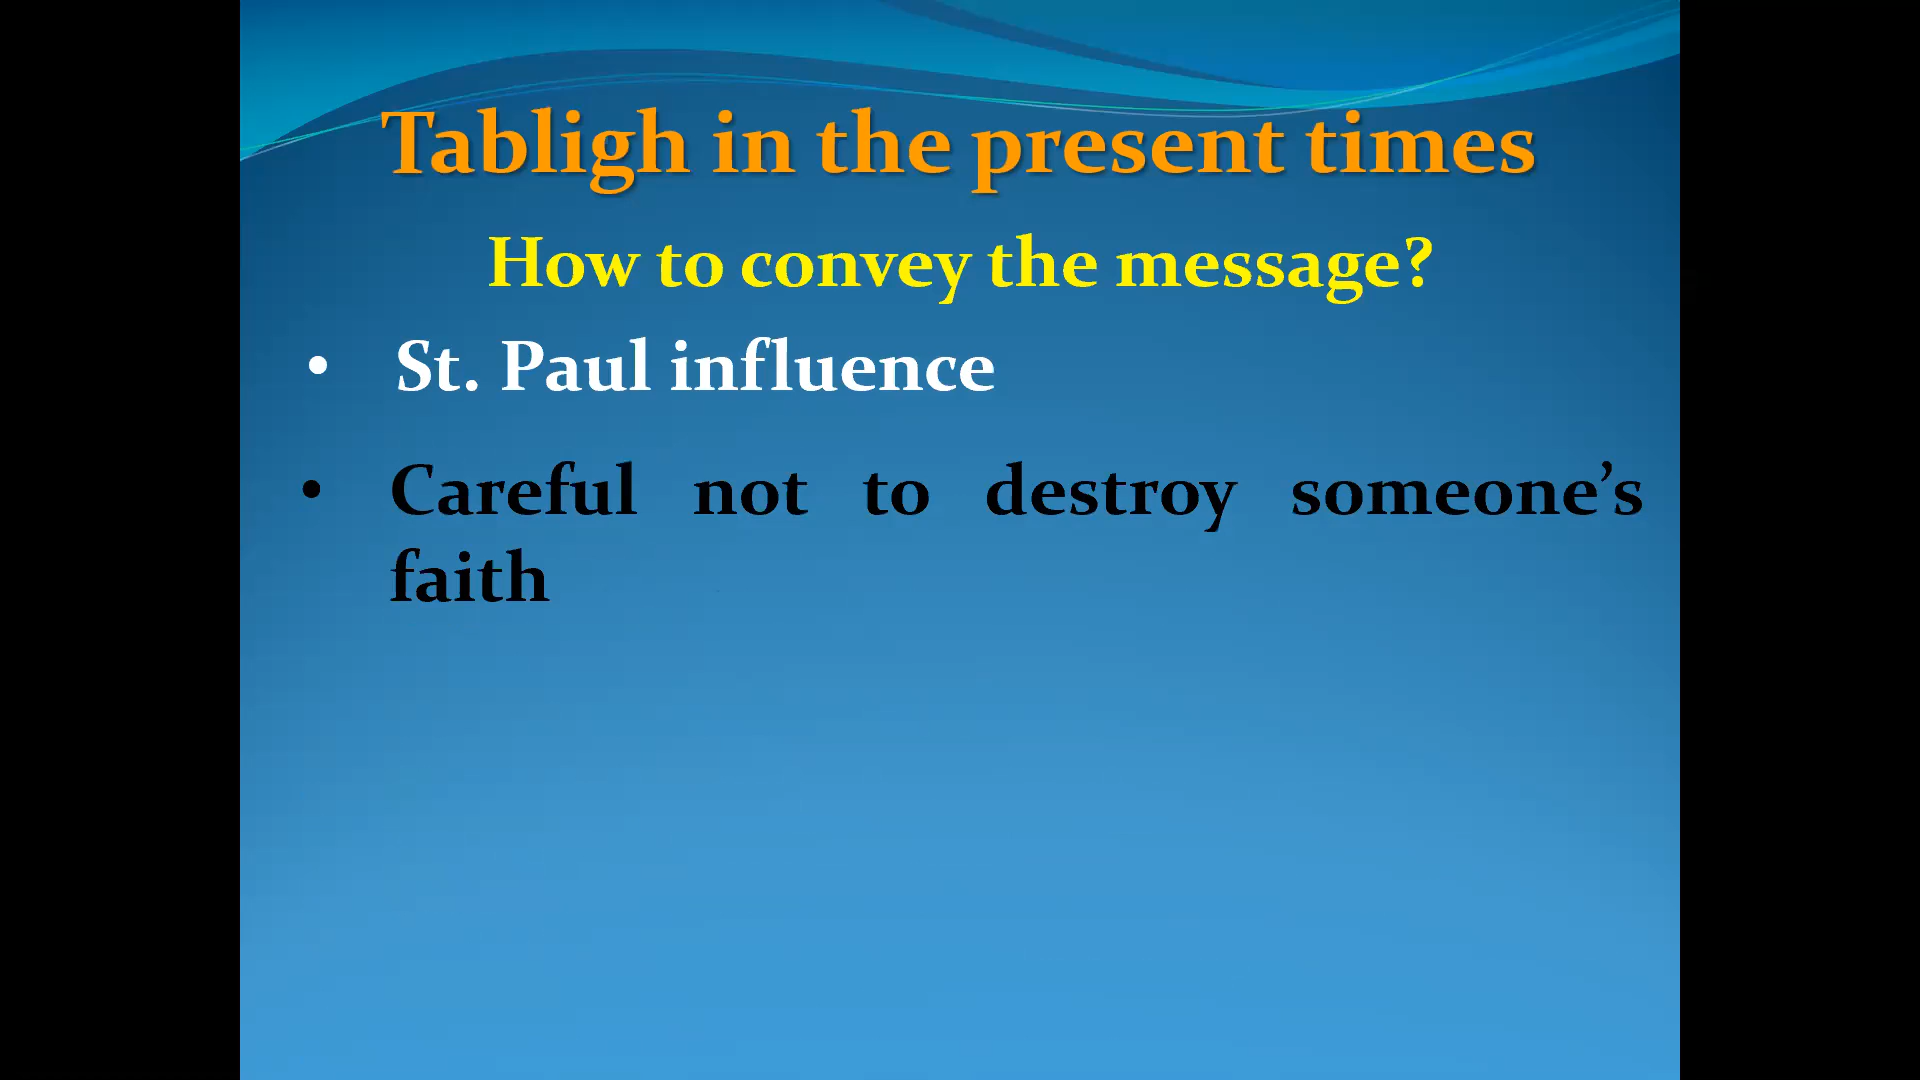 Tabligh in the present times
How to convey the message?
• St. Paul influence
• Careful not to destroy someone’s
faith